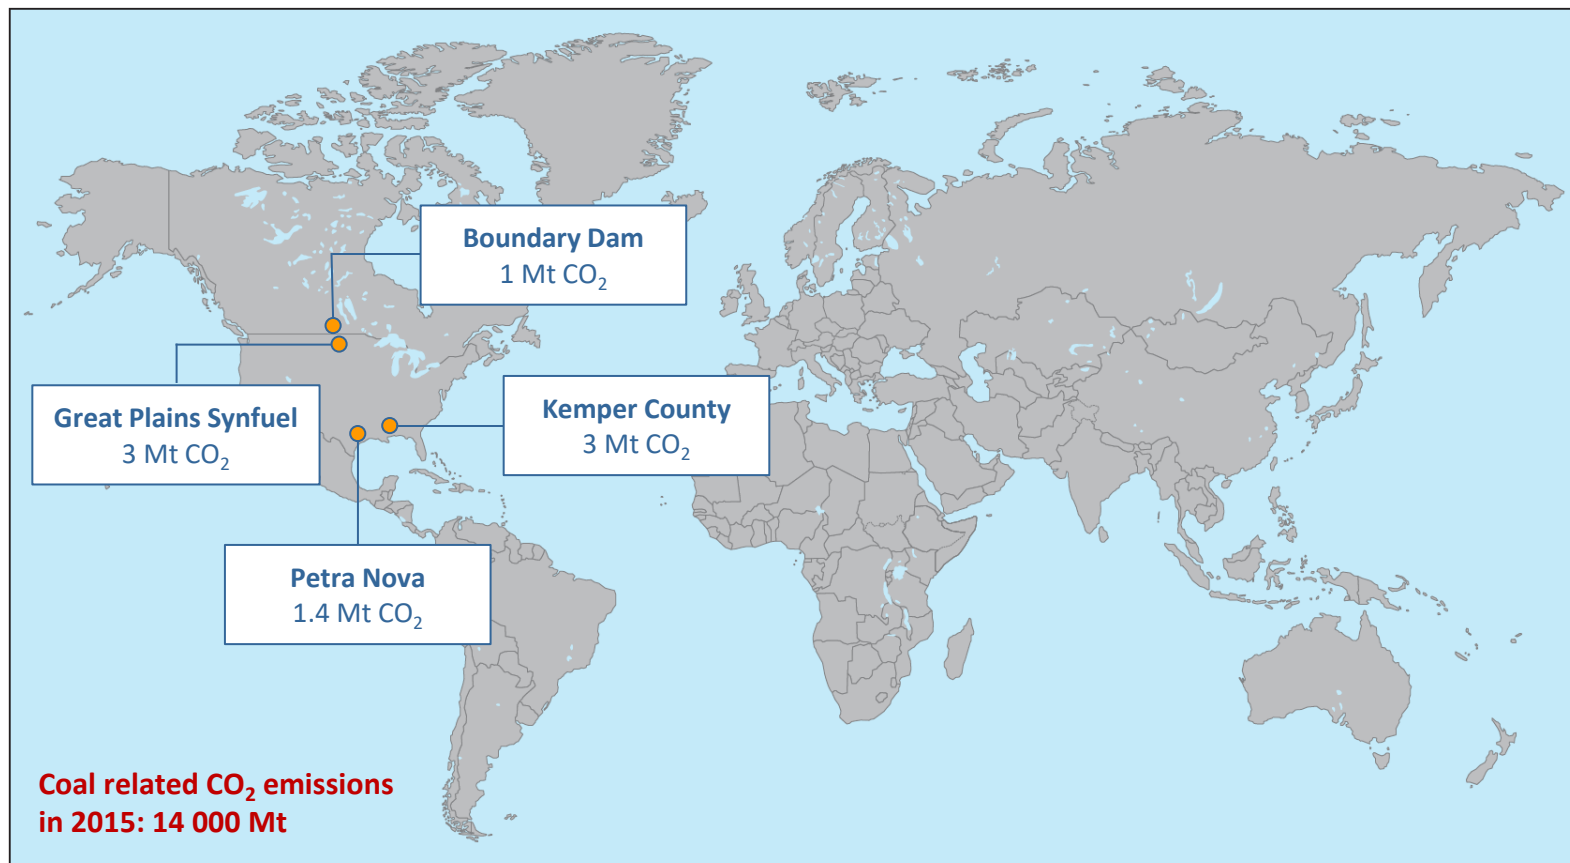 Boundary Dam
1 Mt CO₂
Great Plains Synfuel
3 Mt CO₂
Kemper County
3 Mt CO₂
Petra Nova
1.4 Mt CO₂
Coal related CO₂ emissions
in 2015: 14 000 Mt